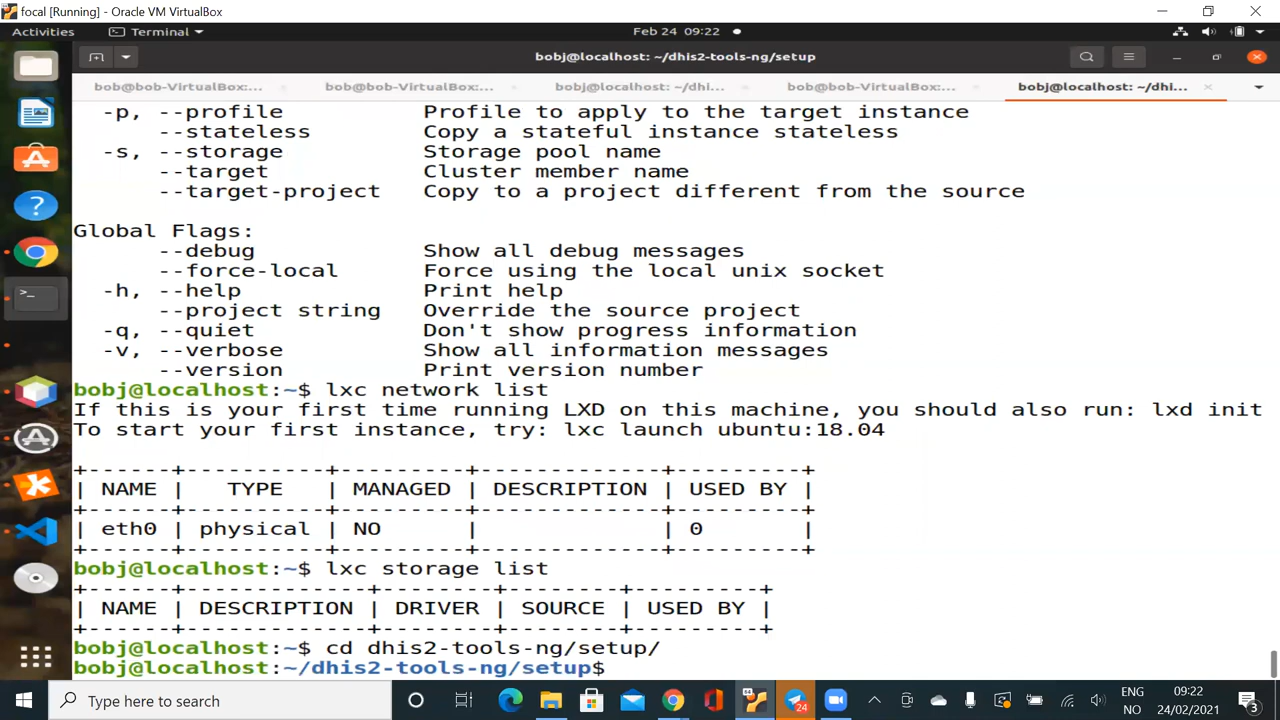 focal [Running] - Oracle VM VirtualBox
Activities Terminal Feb 24 09:22
bobj@localhost: ~/dhis2-tools-ng/setup
bob@bob-VirtualBox:... bob@bob-VirtualBox:... bobj@localhost: ~/dhi... bob@bob-VirtualBox:... bobj@localhost: ~/dhi...
-p, --profile Profile to apply to the target instance
--stateless Copy a stateful instance stateless
-s, --storage Storage pool name
--target Cluster member name
--target-project Copy to a project different from the source
Global Flags:
--debug Show all debug messages
--force-local Force using the local unix socket
-h, --help Print help
--project string Override the source project
-q, --quiet Don't show progress information
-v, --verbose Show all information messages
--version Print version number
bobj@localhost:~$ lxc network list
If this is your first time running LXD on this machine, you should also run: lxd init
To start your first instance, try: lxc launch ubuntu:18.04
+------+----------+---------+-------------+---------+
| NAME | TYPE | MANAGED | DESCRIPTION | USED BY |
+------+----------+---------+-------------+---------+
| eth0 | physical | NO | | 0 |
+------+----------+---------+-------------+---------+
bobj@localhost:~$ lxc storage list
+------+-------------+--------+--------+---------+
| NAME | DESCRIPTION | DRIVER | SOURCE | USED BY |
+------+-------------+--------+--------+---------+
bobj@localhost:~$ cd dhis2-tools-ng/setup/
bobj@localhost:~/dhis2-tools-ng/setup$
Type here to search 24 ENG 09:22
NO 24/02/2021 3